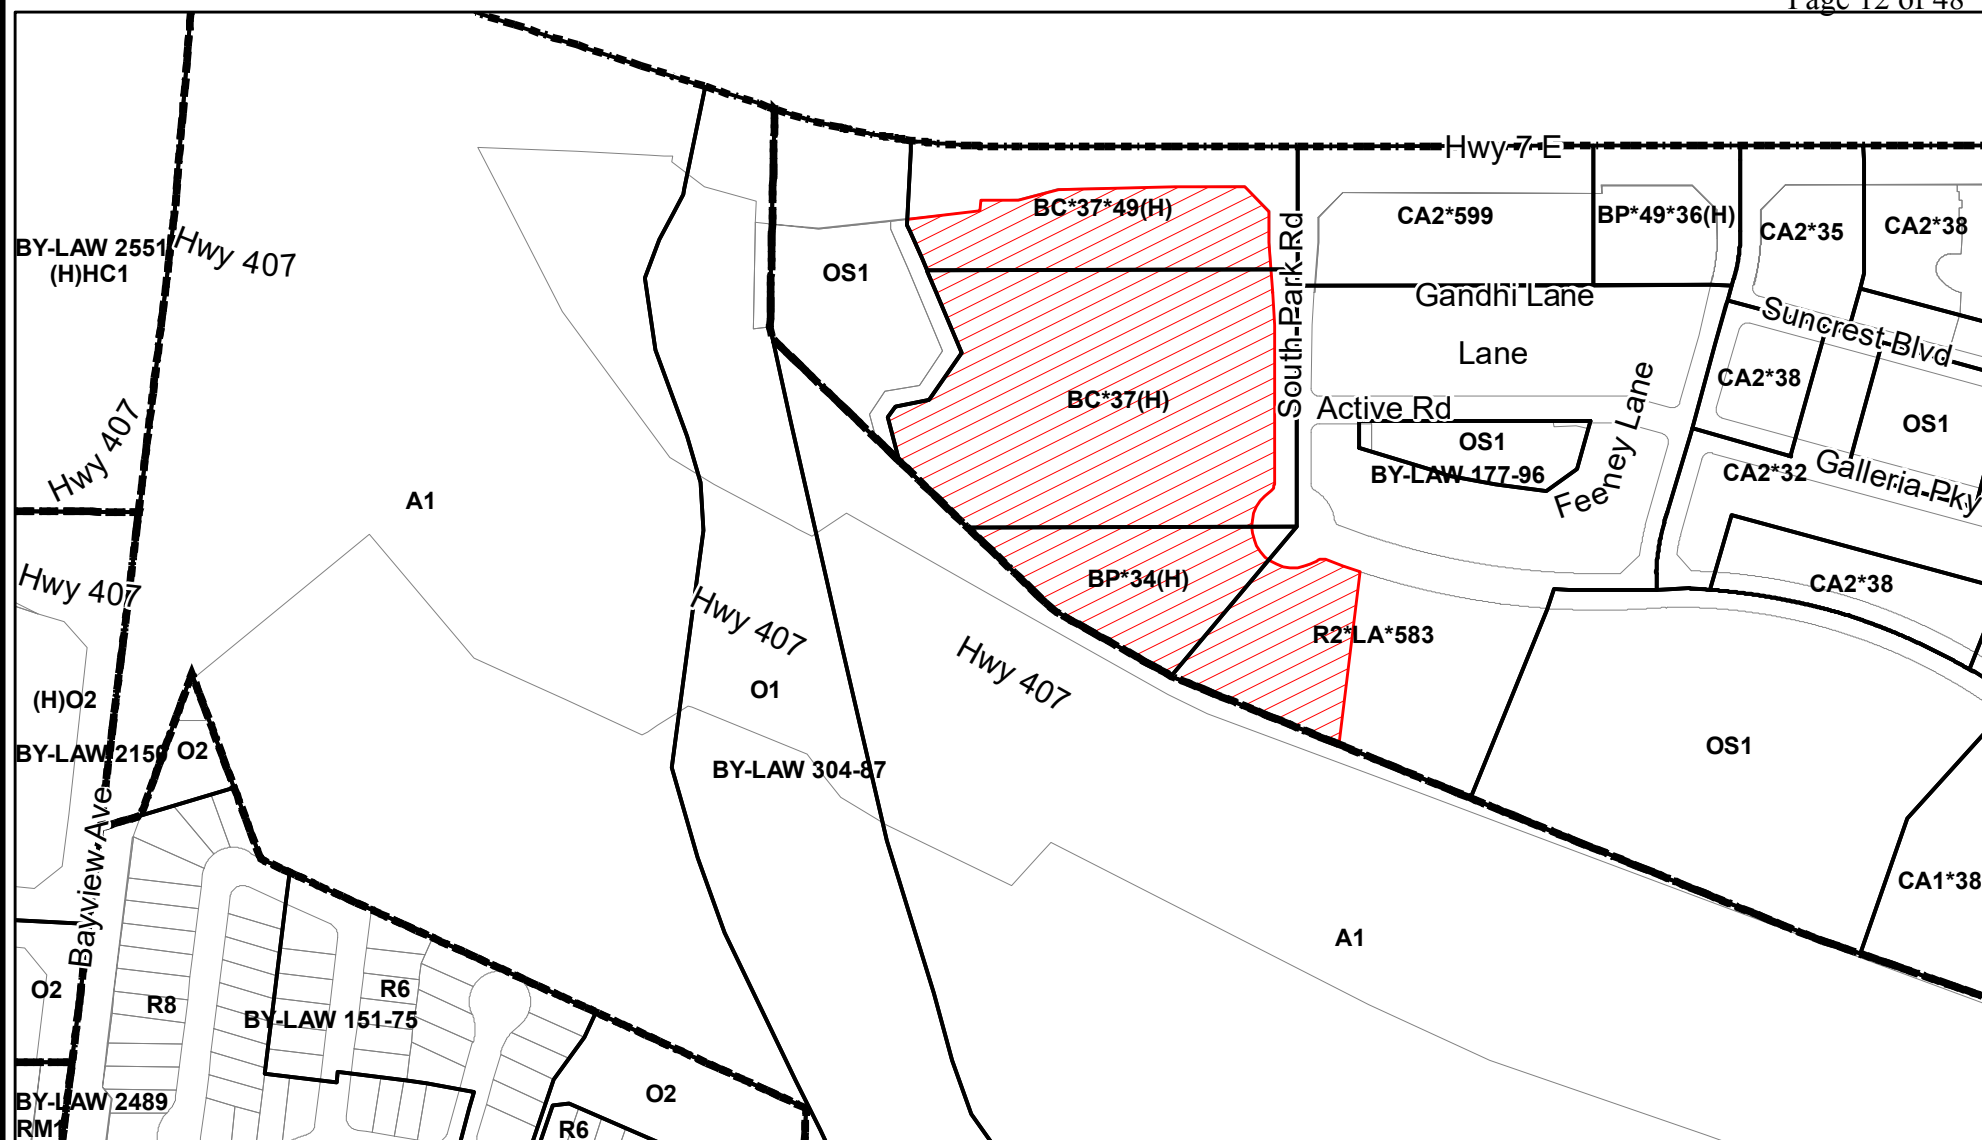 Page 12 of 48
Hwy 7 E
BC*37*49(H)
CA2*599
BP*49*36(H)
CA2*35
CA2*38
BY-LAW 2551
(H)HC1
Hwy 407
OS1
South Park Rd
Gandhi Lane
Suncrest Blvd
Lane
CA2*38
BC*37(H)
Active Rd
Feeney Lane
OS1
OS1
BY-LAW 177-96
CA2*32
Galleria Pky
Hwy 407
A1
Hwy 407
BP*34(H)
CA2*38
Hwy 407
R2*LA*583
Hwy 407
O1
(H)O2
BY-LAW 2150
O2
OS1
BY-LAW 304-87
Bayview Ave
CA1*38
A1
O2
R8
R6
BY-LAW 151-75
O2
BY-LAW 2489
RM1
R6